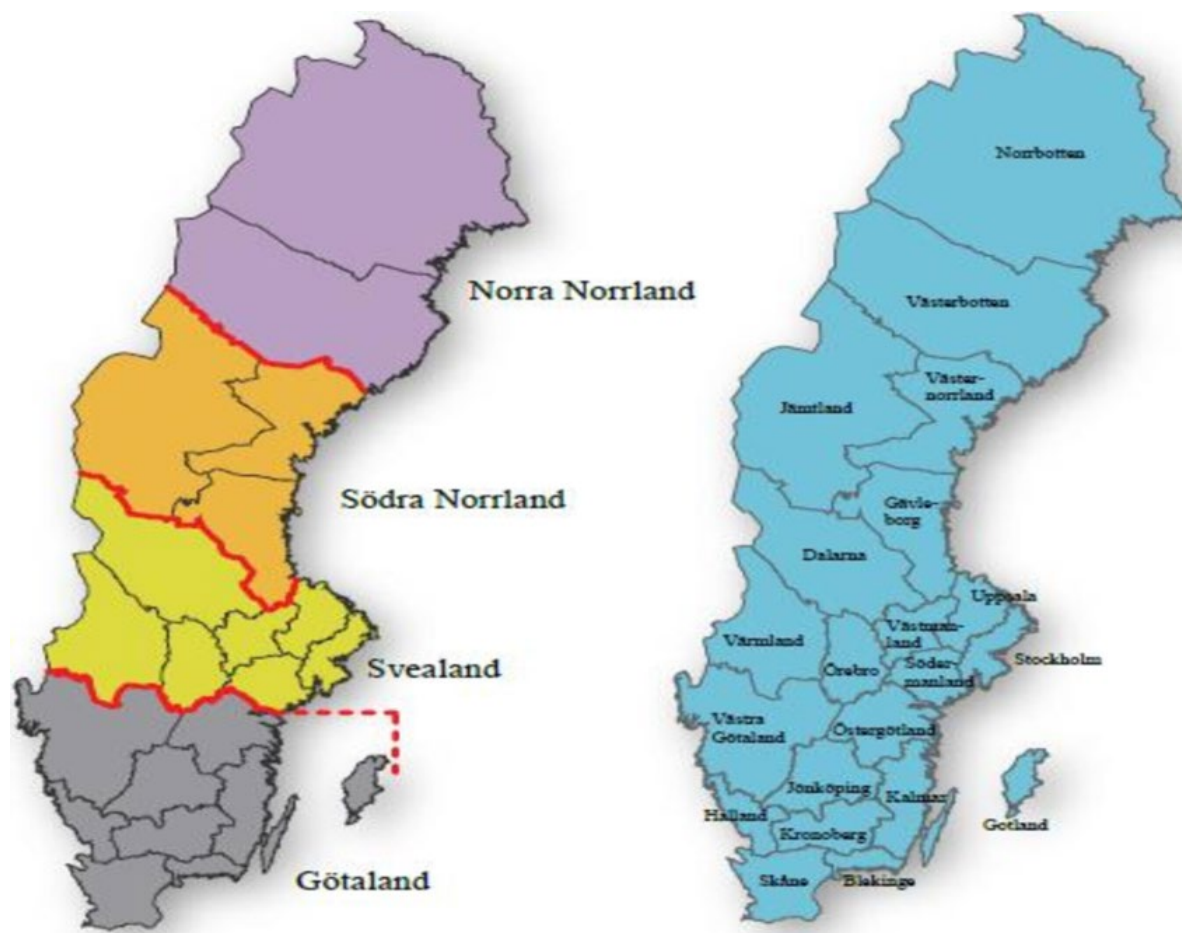 Norra Norrland
Södra Norrland
Svealand
Götaland
Norrbotten
Västerbotten
Väster-
norrland
Jämtland
Gävle-
borg
Dalarna
Uppsala
Västman-
land
Värmland
Örebro
Söder-
manland
Stockholm
Västra
Götaland
Östergötland
Jönköping
Kalmar
Halland
Kronoberg
Gotland
Skåne
Blekinge